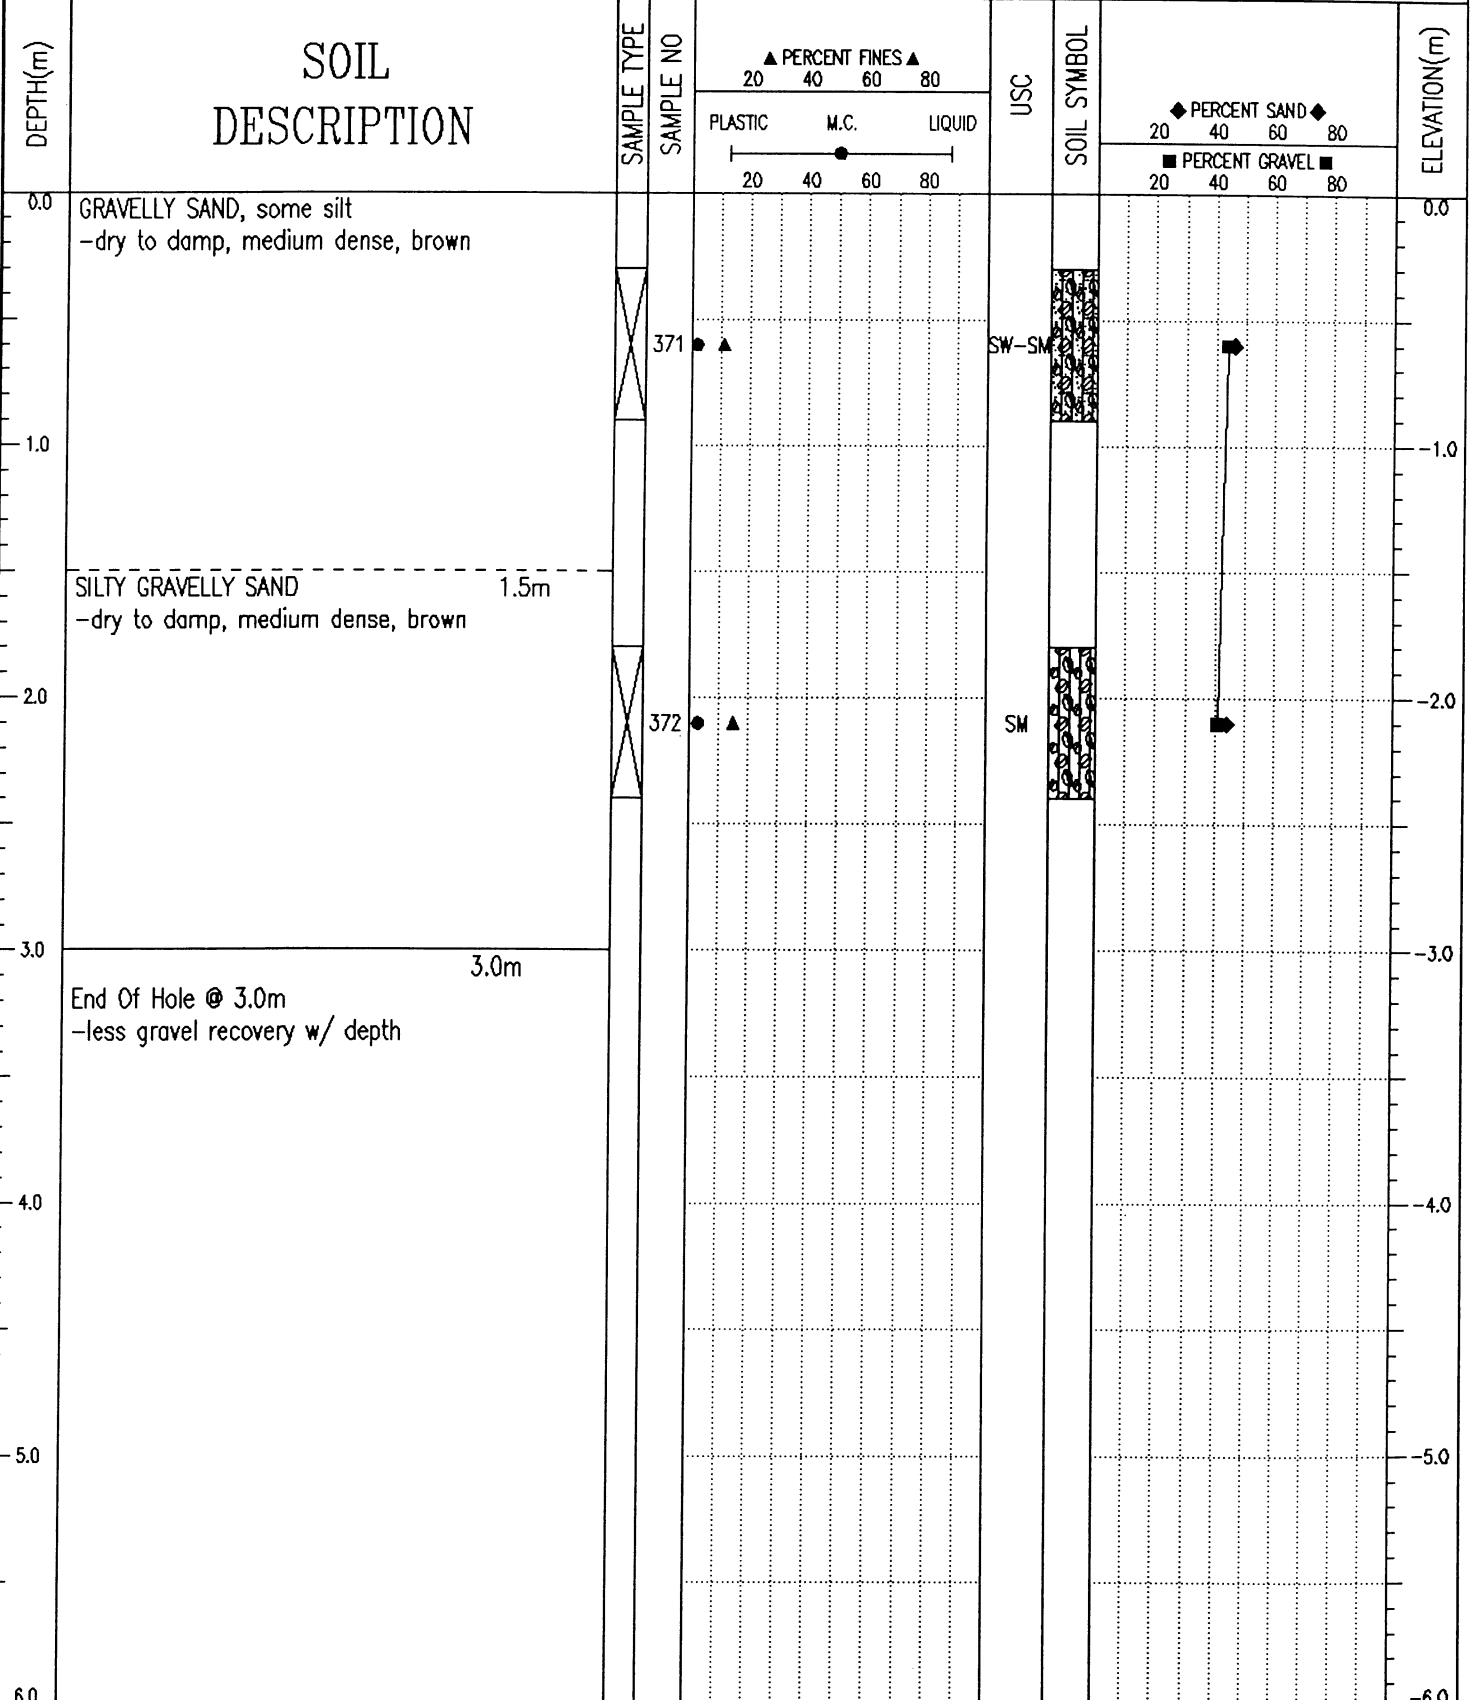 DEPTH(m)
SOIL
DESCRIPTION
SAMPLE TYPE
SAMPLE NO
▲ PERCENT FINES ▲
20 40 60 80
PLASTIC M.C. LIQUID
20 40 60 80
USC
SOIL SYMBOL
◆ PERCENT SAND ◆
20 40 60 80
■ PERCENT GRAVEL ■
20 40 60 80
ELEVATION(m)
0.0
GRAVELLY SAND, some silt
0.0
-dry to damp, medium dense, brown
371
SW-SM
1.0
-1.0
SILTY GRAVELLY SAND 1.5m
-dry to damp, medium dense, brown
2.0
-2.0
372
SM
3.0
-3.0
3.0m
End Of Hole @ 3.0m
-less gravel recovery w/ depth
4.0
-4.0
5.0
-5.0
6.0
-6.0